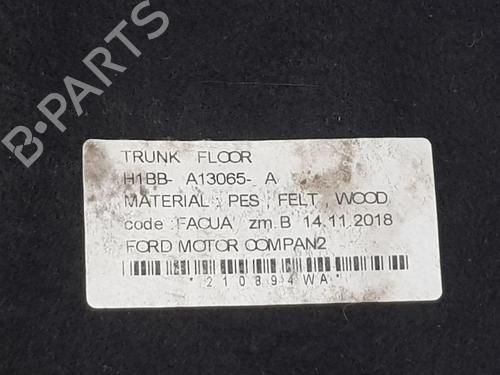 B-PARTS
TRUNK FLOOR
H1BB- A13065- A
MATERIAL : PES ; FELT , WOOD
code : FACUA zm. B 14.11.2018
FORD MOTOR COMPAN2
* 210894WA *